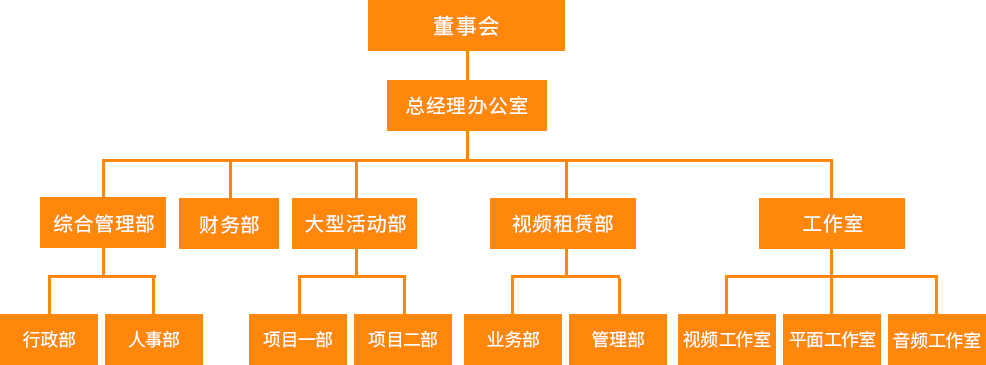 董事会
总经理办公室
综合管理部
财务部
大型活动部
视频租赁部
工作室
行政部
人事部
项目一部
项目二部
业务部
管理部
视频工作室
平面工作室
音频工作室